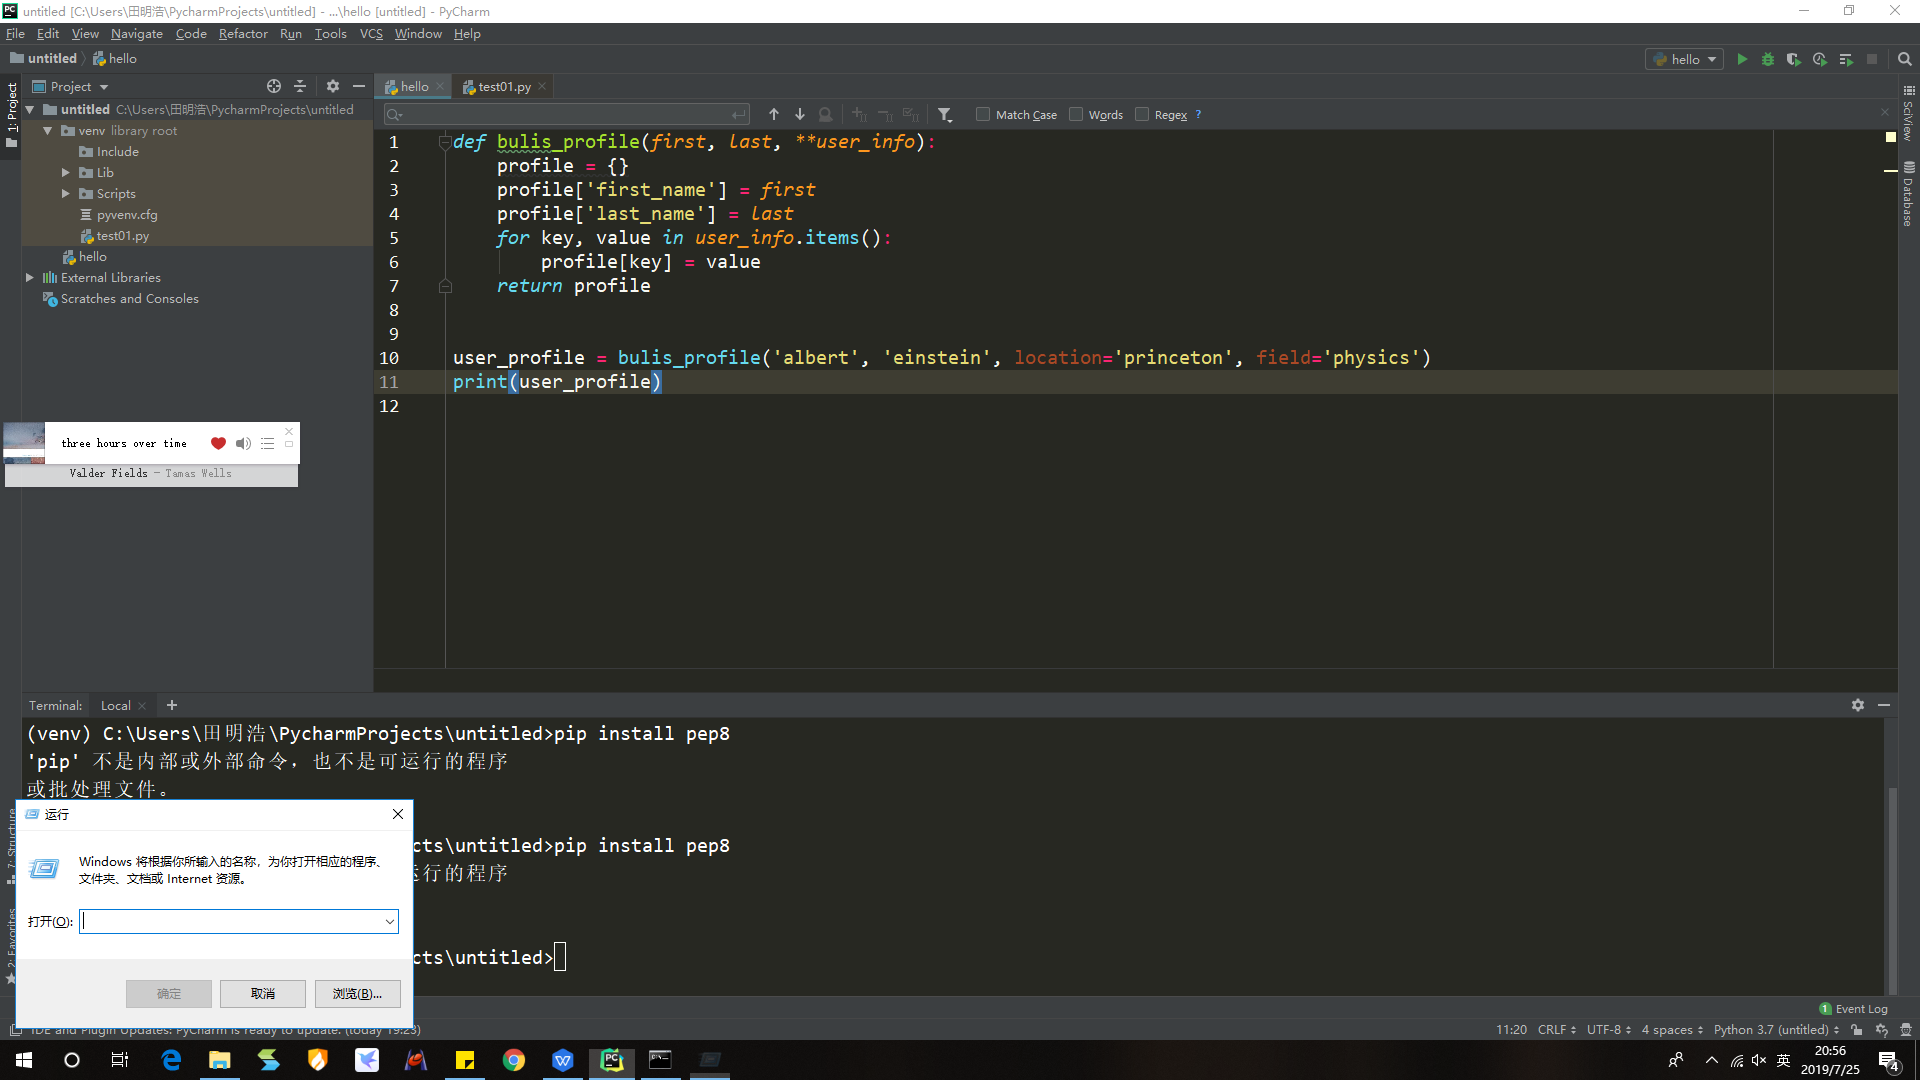 untitled [C:\Users\田明浩\PycharmProjects\untitled] - ...\hello [untitled] - PyCharm
File Edit View Navigate Code Refactor Run Tools VCS Window Help
untitled hello
hello
Project
hello
test01.py
1: Project
untitled C:\Users\田明浩\PycharmProjects\untitled
venv library root
Include
Lib
Scripts
pyvenv.cfg
test01.py
hello
External Libraries
Scratches and Consoles
Match Case Words Regex ?
SciView
Database
1 def bulis_profile(first, last, **user_info):
2 profile = {}
3 profile['first_name'] = first
4 profile['last_name'] = last
5 for key, value in user_info.items():
6 profile[key] = value
7 return profile
8
9
10 user_profile = bulis_profile('albert', 'einstein', location='princeton', field='physics')
11 print(user_profile)
12
three hours over time
Valder Fields — Tamas Wells
Terminal: Local +
(venv) C:\Users\田明浩\PycharmProjects\untitled>pip install pep8
'pip' 不是内部或外部命令，也不是可运行的程序
或批处理文件。
cts\untitled>pip install pep8
运行的程序
cts\untitled>
7: Structure
2: Favorites
运行
Windows 将根据你所输入的名称，为你打开相应的程序、
文件夹、文档或 Internet 资源。
打开(O):
确定 取消 浏览(B)...
1 Event Log
IDE and Plugin Updates: PyCharm is ready to update. (today 19:23)
11:20 CRLF UTF-8 4 spaces Python 3.7 (untitled)
英
20:56
2019/7/25
4